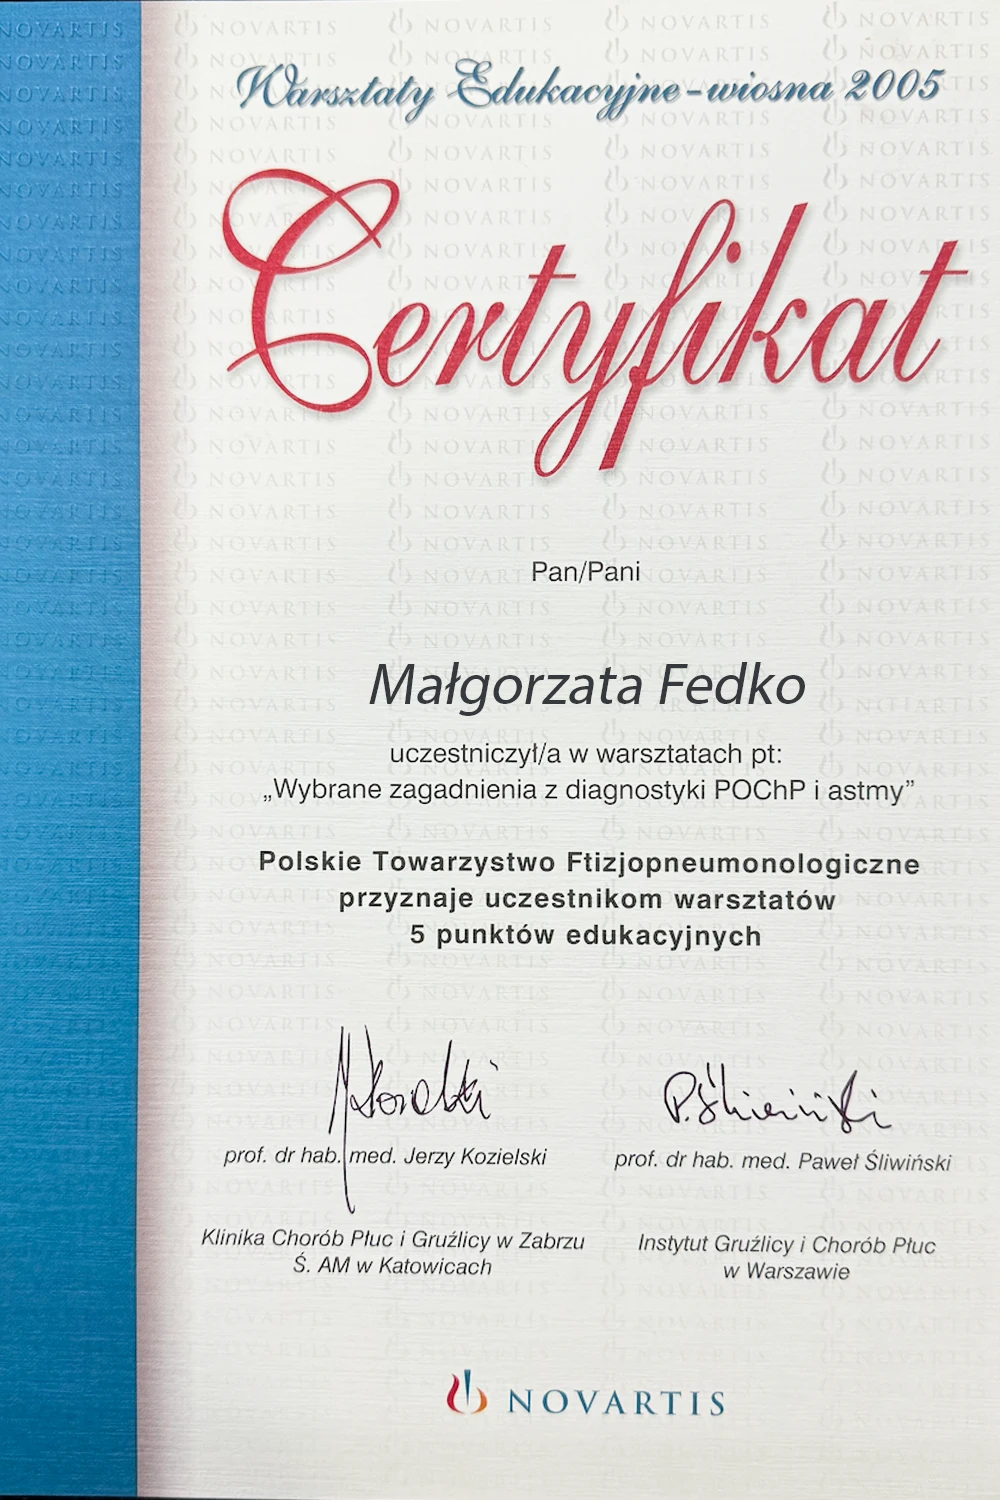 Warsztaty Edukacyjne-wiosna 2005
Certyfikat
Pan/Pani
Małgorzata Fedko
uczestniczył/a w warsztatach pt:
„Wybrane zagadnienia z diagnostyki POChP i astmy”
Polskie Towarzystwo Ftizjopneumonologiczne
przyznaje uczestnikom warsztatów
5 punktów edukacyjnych
prof. dr hab. med. Jerzy Kozielski
Klinika Chorób Płuc i Gruźlicy w Zabrzu
Ś. AM w Katowicach
P. Śliwiński
prof. dr hab. med. Paweł Śliwiński
Instytut Gruźlicy i Chorób Płuc
w Warszawie
NOVARTIS